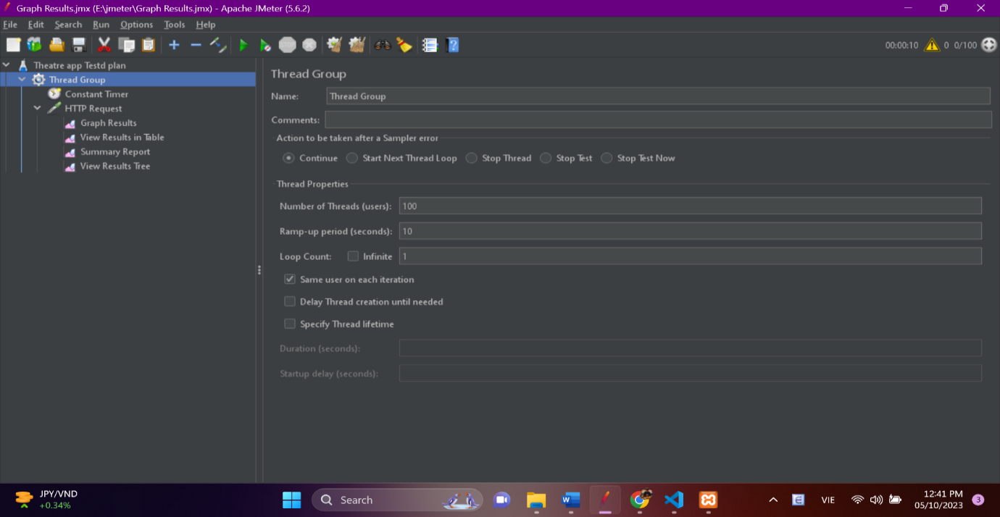 Graph Results.jmx (E:\jmeter\Graph Results.jmx) - Apache JMeter (5.6.2)
File Edit Search Run Options Tools Help
00:00:10 0 0/100
Theatre app Testd plan
Thread Group
Constant Timer
HTTP Request
Graph Results
View Results in Table
Summary Report
View Results Tree
Thread Group
Name: Thread Group
Comments:
Action to be taken after a Sampler error
Continue Start Next Thread Loop Stop Thread Stop Test Stop Test Now
Thread Properties
Number of Threads (users): 100
Ramp-up period (seconds): 10
Loop Count: Infinite 1
Same user on each iteration
Delay Thread creation until needed
Specify Thread lifetime
Duration (seconds):
Startup delay (seconds):
JPY/VND
+0.34%
Search
VIE
12:41 PM
05/10/2023
3